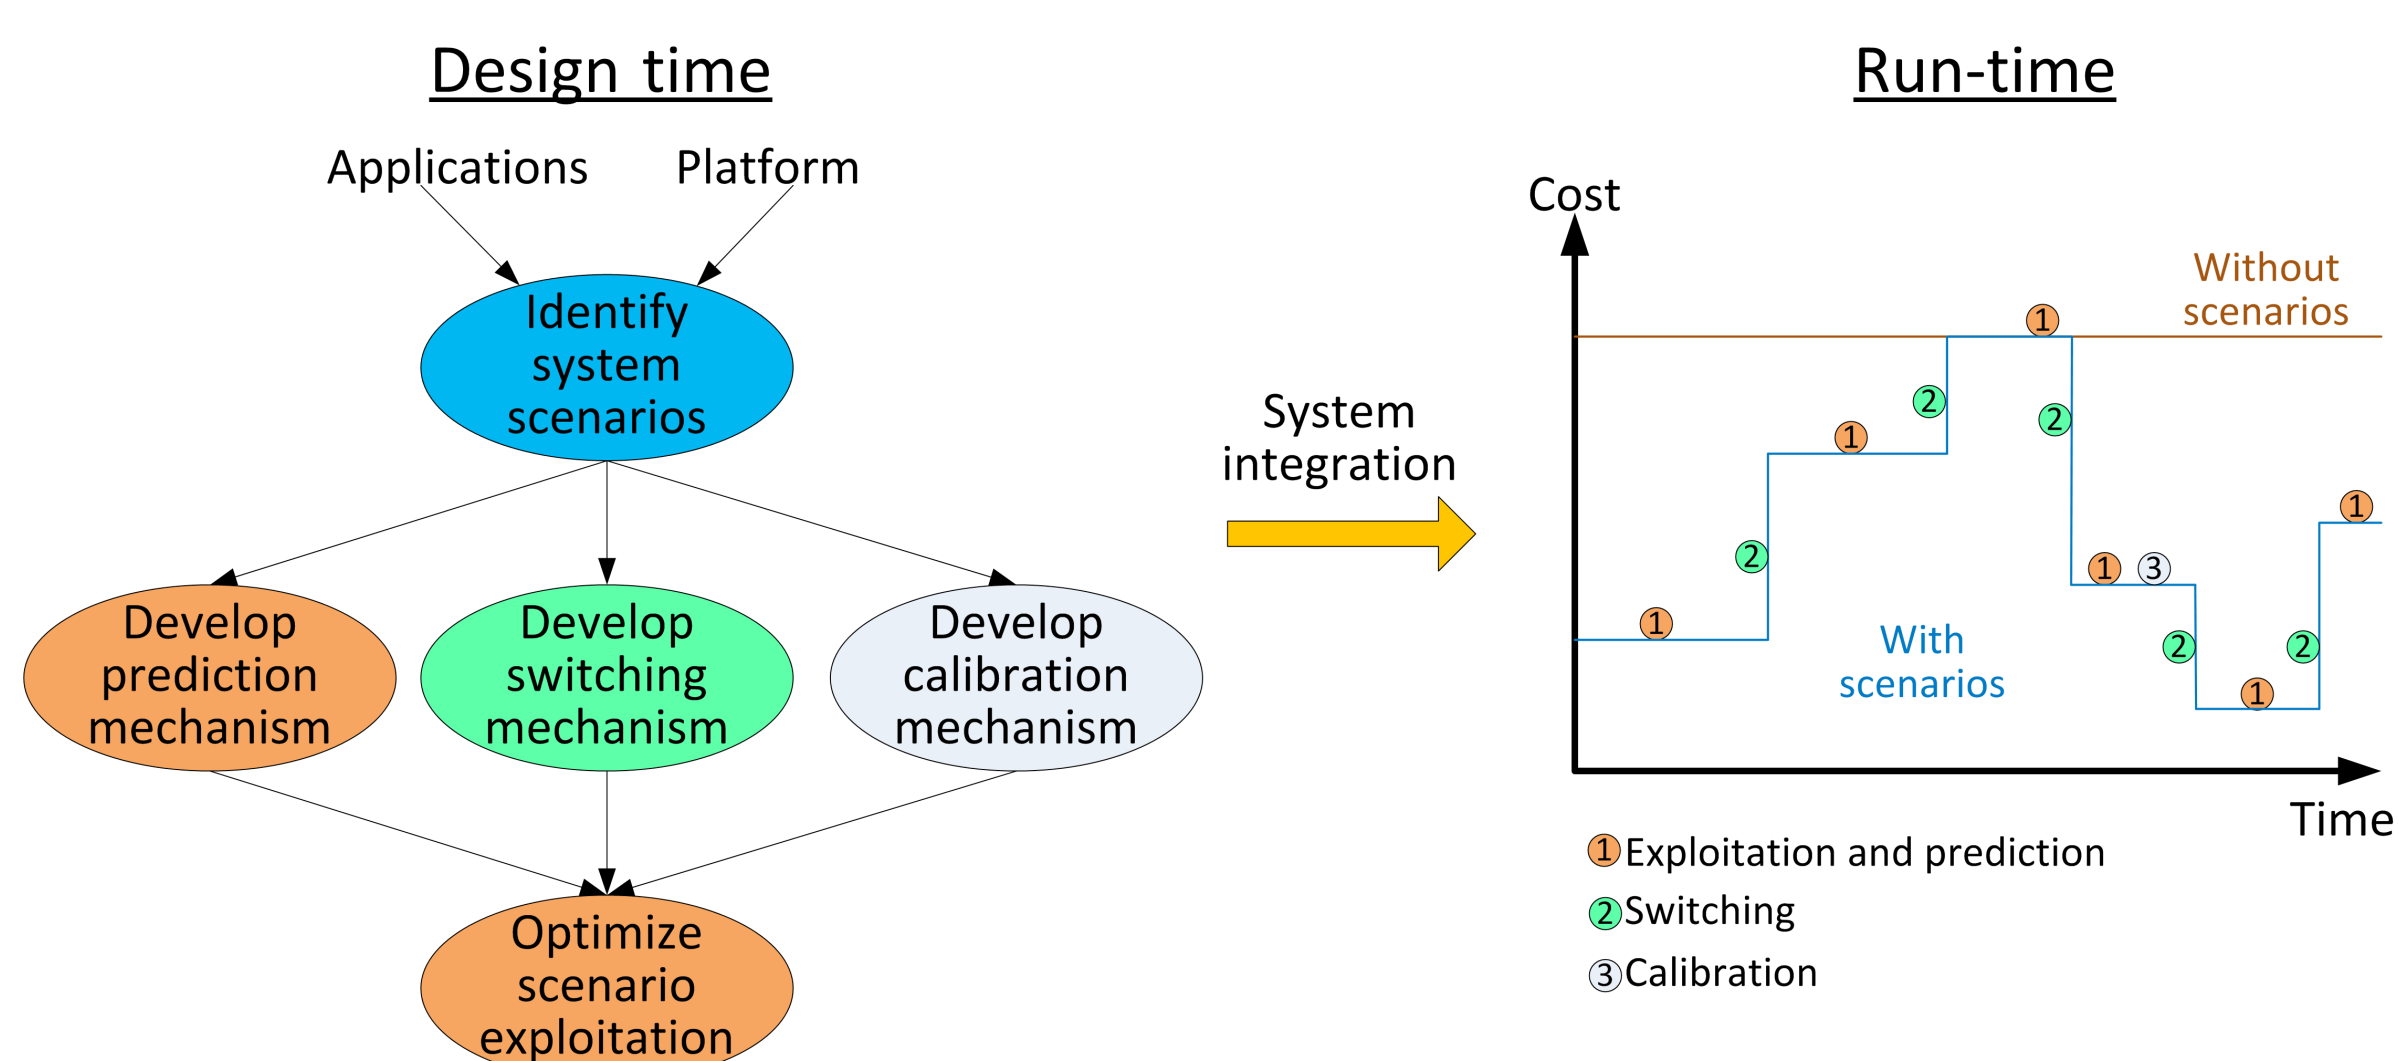 Design time
Applications
Platform
Identify
system
scenarios
Develop
prediction
mechanism
Develop
switching
mechanism
Develop
calibration
mechanism
Optimize
scenario
exploitation
System
integration
Run-time
Cost
Without
scenarios
1
2
1
2
1
2
1
3
2
1
2
1
With
scenarios
Time
1 Exploitation and prediction
2 Switching
3 Calibration